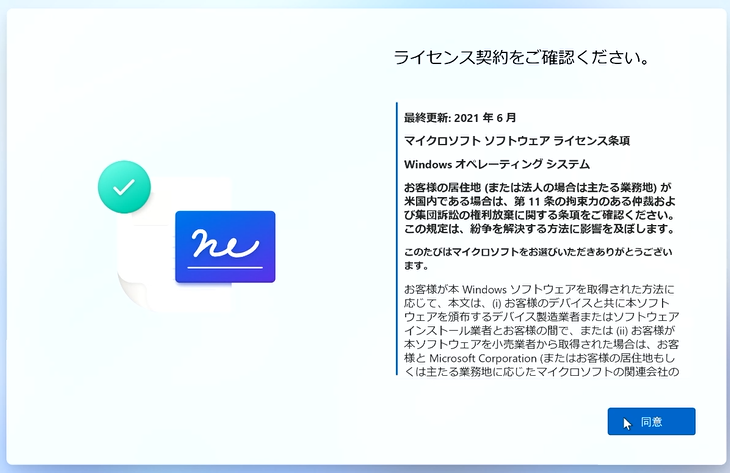 ライセンス契約をご確認ください。
最終更新: 2021 年 6 月
マイクロソフト ソフトウェア ライセンス条項
Windows オペレーティング システム
お客様の居住地 (または法人の場合は主たる業務地) が
米国内である場合は、第 11 条の拘束力のある仲裁およ
び集団訴訟の権利放棄に関する条項をご確認ください。
この規定は、紛争を解決する方法に影響を及ぼします。
このたびはマイクロソフトをお選びいただきありがとうござい
ます。
お客様が本 Windows ソフトウェアを取得された方法に
応じて、本文は、(i) お客様のデバイスと共に本ソフト
ウェアを頒布するデバイス製造業者またはソフトウェア
インストール業者とお客様の間で、または (ii) お客様が
本ソフトウェアを小売業者から取得された場合は、お客
様と Microsoft Corporation (またはお客様の居住地もし
くは主たる業務地に応じたマイクロソフトの関連会社の
同意